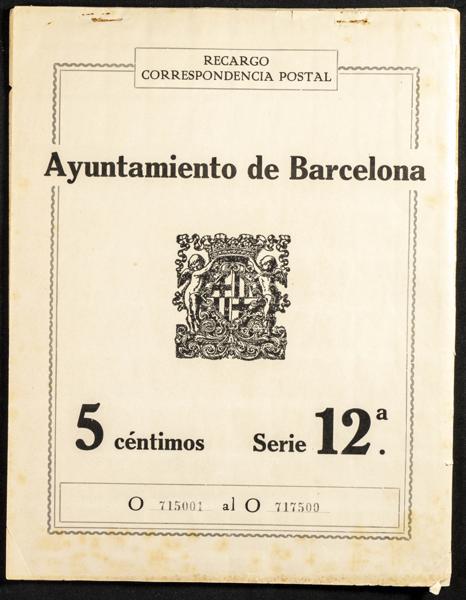 RECARGO
CORRESPONDENCIA POSTAL
Ayuntamiento de Barcelona
5 céntimos Serie 12ª.
O 715001 al O 717500